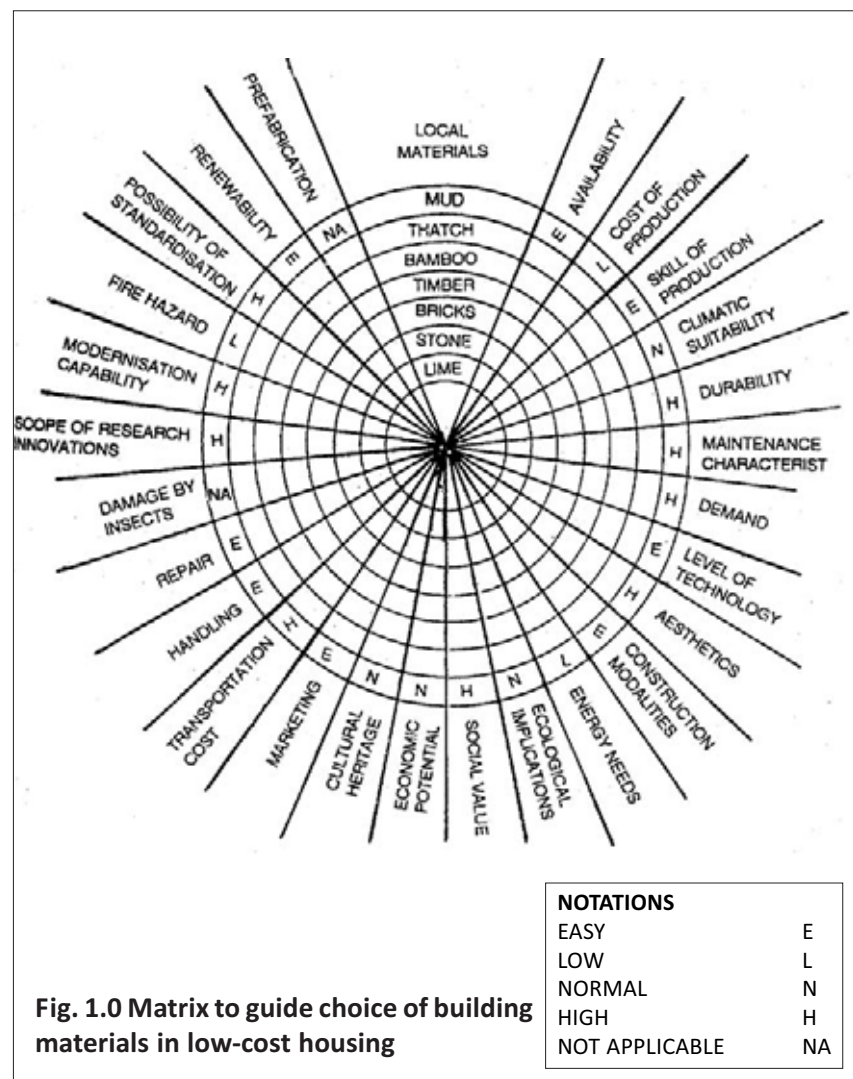 LOCAL
MATERIALS
MUD
THATCH
BAMBOO
TIMBER
BRICKS
STONE
LIME
AVAILABILITY
E
COST OF
PRODUCTION
L
SKILL OF
PRODUCTION
E
CLIMATIC
SUITABILITY
N
DURABILITY
H
MAINTENANCE
CHARACTERIST
H
DEMAND
H
LEVEL OF
TECHNOLOGY
E
AESTHETICS
H
CONSTRUCTION
MODALITIES
E
ENERGY NEEDS
L
ECOLOGICAL
IMPLICATIONS
N
SOCIAL VALUE
H
ECONOMIC
POTENTIAL
N
CULTURAL
HERITAGE
N
MARKETING
E
TRANSPORTATION
COST
H
HANDLING
E
REPAIR
E
DAMAGE BY
INSECTS
NA
SCOPE OF RESEARCH
INNOVATIONS
H
MODERNISATION
CAPABILITY
H
FIRE HAZARD
L
POSSIBILITY OF
STANDARDISATION
H
RENEWABILITY
E
PREFABRICATION
NA
NOTATIONS
EASY E
LOW L
NORMAL N
HIGH H
NOT APPLICABLE NA
Fig. 1.0 Matrix to guide choice of building
materials in low-cost housing